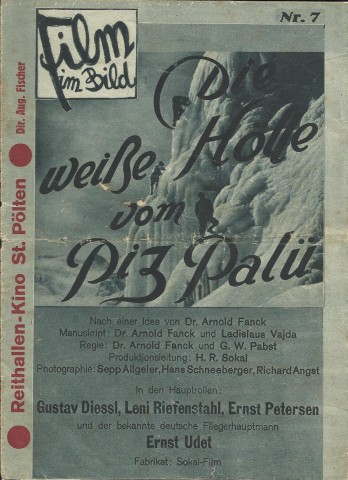 Nr. 7
Film
im Bild
Die
weiße Hölle
vom
Piz Palü
Reithallen-Kino St. Pölten Dir. Aug. Fischer
Nach einer Idee von Dr. Arnold Fanck
Manuskript: Dr. Arnold Fanck und Ladislaus Vajda
Regie: Dr. Arnold Fanck und G. W. Pabst
Produktionsleitung: H. R. Sokal
Photographie: Sepp Allgeier, Hans Schneeberger, Richard Angst
In den Hauptrollen:
Gustav Diessl, Leni Riefenstahl, Ernst Petersen
und der bekannte deutsche Fliegerhauptmann
Ernst Udet
Fabrikat: Sokal-Film